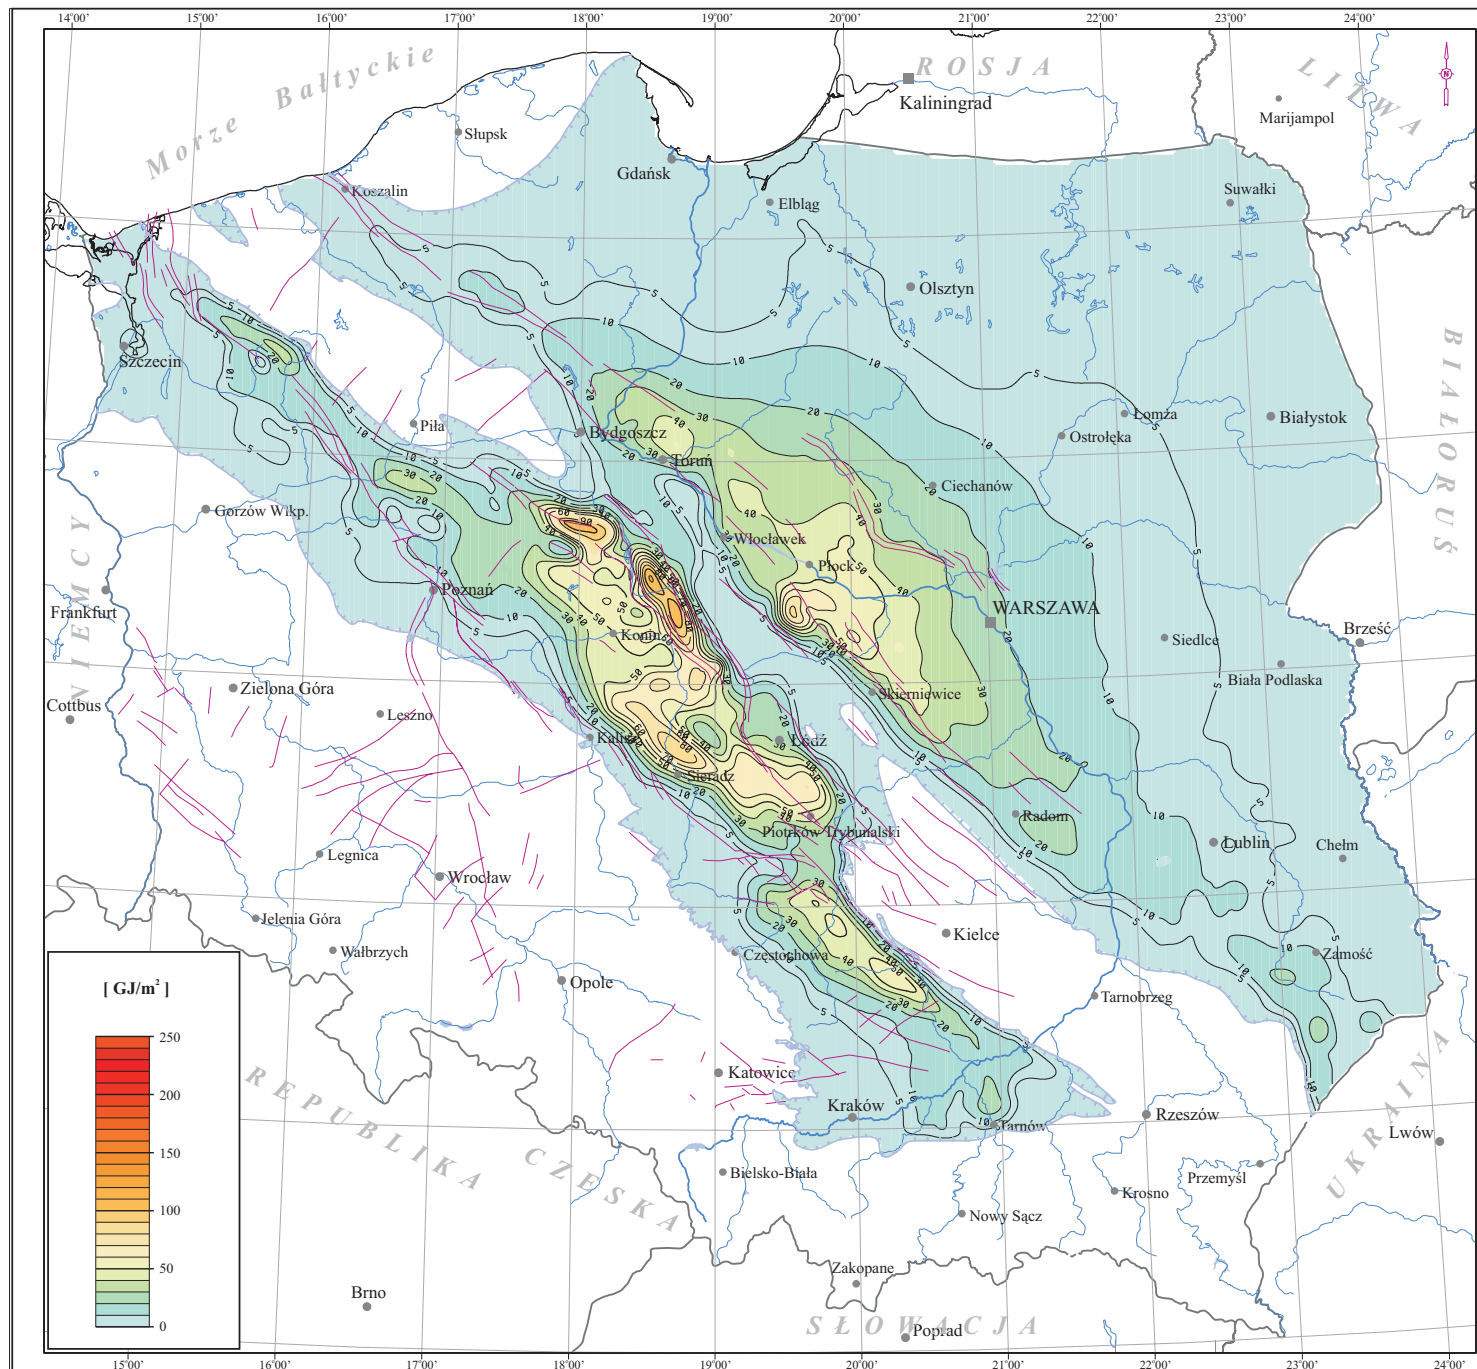 14°00' 15°00' 16°00' 17°00' 18°00' 19°00' 20°00' 21°00' 22°00' 23°00' 24°00'
Morze Bałtyckie
ROSJA
LITWA
N
Kaliningrad
Marijampol
Słupsk
Gdańsk
Koszalin
Elbląg
Suwałki
Olsztyn
Szczecin
BIAŁORUŚ
Piła
Bydgoszcz
Łomża
Białystok
Ostrołęka
Toruń
Ciechanów
Gorzów Wlkp.
Włocławek
Płock
NIEMCY
Frankfurt
Poznań
WARSZAWA
Konin
Siedlce
Brześć
Zielona Góra
Biała Podlaska
Cottbus
Leszno
Skierniewice
Kalisz
Łódź
Sieradz
Radom
Piotrków Trybunalski
Lublin
Chełm
Legnica
Wrocław
Jelenia Góra
Kielce
Wałbrzych
Częstochowa
Zamość
Opole
Tarnobrzeg
[ GJ/m² ]
250
200
150
100
50
0
REPUBLIKA CZESKA
Katowice
Kraków
Tarnów
Rzeszów
Lwów
UKRAINA
Bielsko-Biała
Przemyśl
Krosno
Nowy Sącz
Zakopane
Brno
SŁOWACJA
Poprad
15°00' 16°00' 17°00' 18°00' 19°00' 20°00' 21°00' 22°00' 23°00' 24°00'